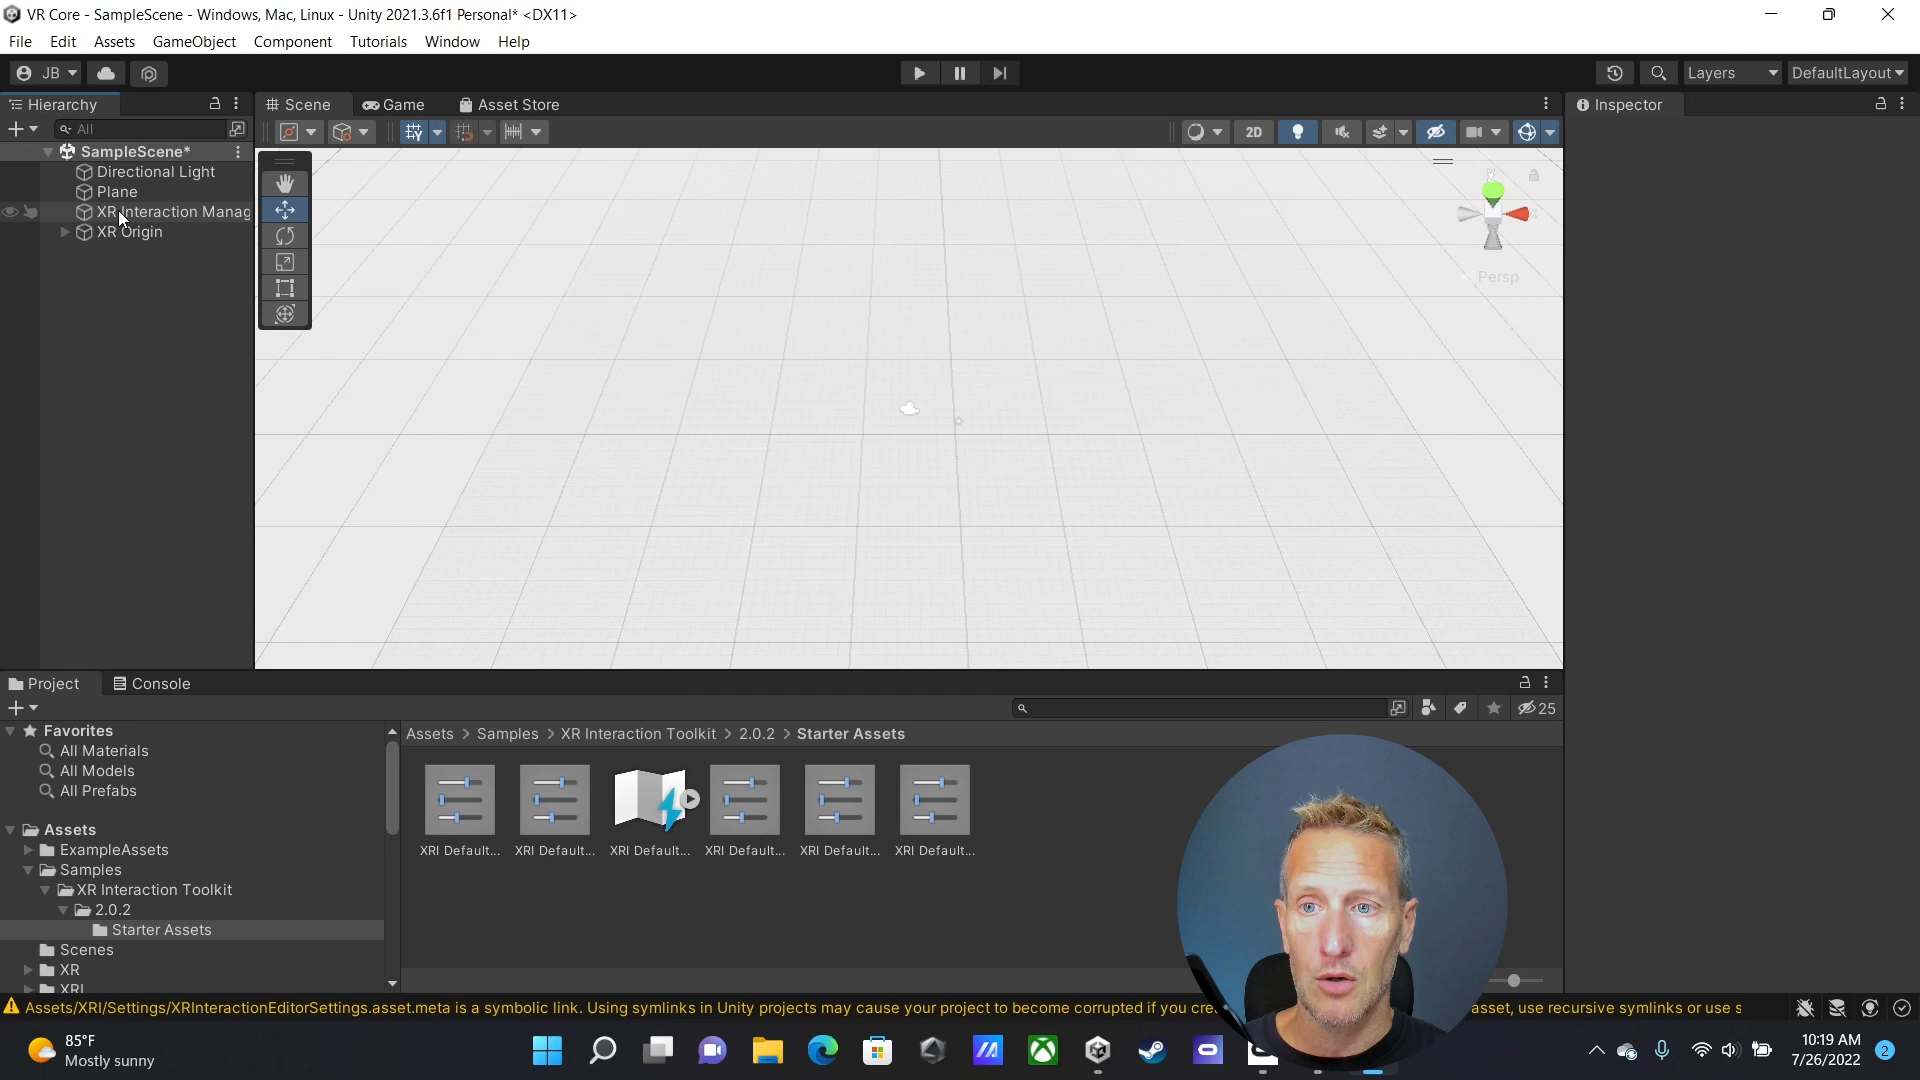 VR Core - SampleScene - Windows, Mac, Linux - Unity 2021.3.6f1 Personal* <DX11>
File Edit Assets GameObject Component Tutorials Window Help
JB Layers DefaultLayout
Hierarchy Scene Game Asset Store Inspector
All 2D
SampleScene*
Directional Light
Plane
XR Interaction Manag
XR Origin
Persp
Project Console
25
Favorites
All Materials
All Models
All Prefabs
Assets > Samples > XR Interaction Toolkit > 2.0.2 > Starter Assets
XRI Default... XRI Default... XRI Default... XRI Default... XRI Default... XRI Default...
Assets
ExampleAssets
Samples
XR Interaction Toolkit
2.0.2
Starter Assets
Scenes
XR
XRI
Assets/XRI/Settings/XRInteractionEditorSettings.asset.meta is a symbolic link. Using symlinks in Unity projects may cause your project to become corrupted if you cre asset, use recursive symlinks or use s
85°F
Mostly sunny
10:19 AM
7/26/2022
2